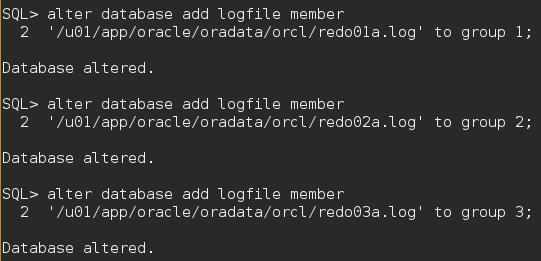 SQL> alter database add logfile member
  2  '/u01/app/oracle/oradata/orcl/redo01a.log' to group 1;
Database altered.
SQL> alter database add logfile member
  2  '/u01/app/oracle/oradata/orcl/redo02a.log' to group 2;
Database altered.
SQL> alter database add logfile member
  2  '/u01/app/oracle/oradata/orcl/redo03a.log' to group 3;
Database altered.